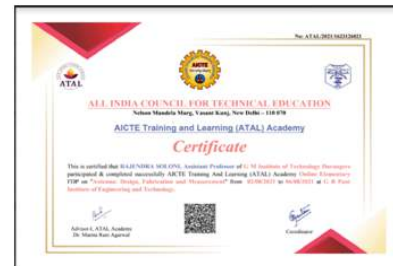 No: ATAL/2021/1623126021
AICTE
ATAL
ALL INDIA COUNCIL FOR TECHNICAL EDUCATION
Nelson Mandela Marg, Vasant Kunj, New Delhi – 110 070
AICTE Training and Learning (ATAL) Academy
Certificate
This is certified that RAJENDRA SOLONI, Assistant Professor of G M Institute of Technology Davangere
participated & completed successfully AICTE Training And Learning (ATAL) Academy Online Elementary
FDP on "Antennas: Design, Fabrication and Measurement" from 02/08/2021 to 06/08/2021 at G B Pant
Institute of Engineering and Technology.
Advisor-I, ATAL Academy
Dr. Mamta Rani Agarwal
Coordinator